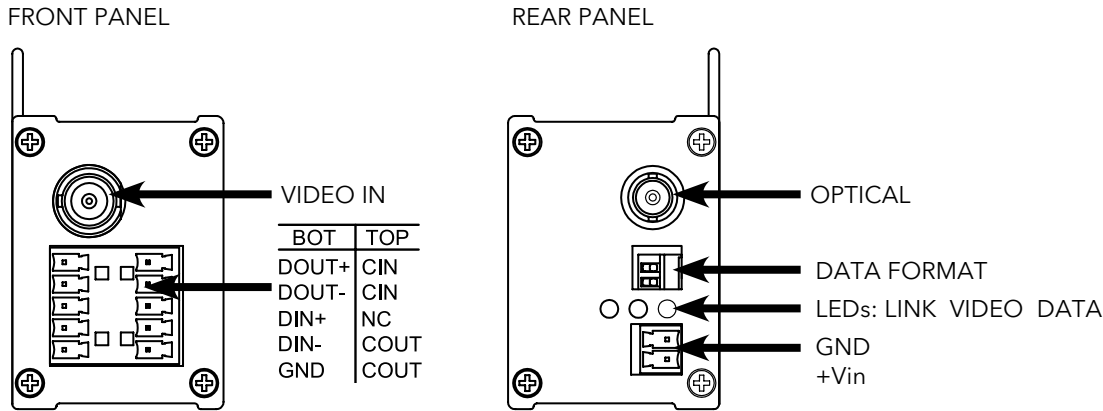 FRONT PANEL
REAR PANEL
VIDEO IN
BOT TOP
DOUT+ CIN
DOUT- CIN
DIN+ NC
DIN- COUT
GND COUT
OPTICAL
DATA FORMAT
LEDs: LINK VIDEO DATA
GND
+Vin